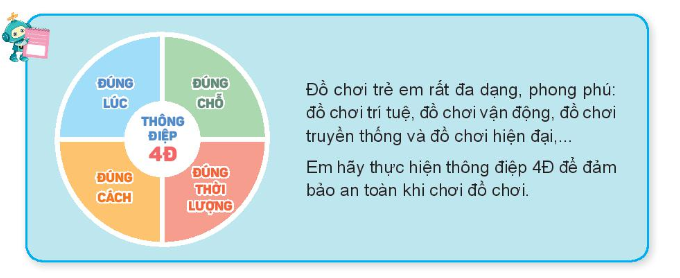 ĐÚNG
LÚC
ĐÚNG
CHỖ
THÔNG
ĐIỆP
4Đ
ĐÚNG
CÁCH
ĐÚNG
THỜI
LƯỢNG
Đồ chơi trẻ em rất đa dạng, phong phú:
đồ chơi trí tuệ, đồ chơi vận động, đồ chơi
truyền thống và đồ chơi hiện đại,...
Em hãy thực hiện thông điệp 4Đ để đảm
bảo an toàn khi chơi đồ chơi.